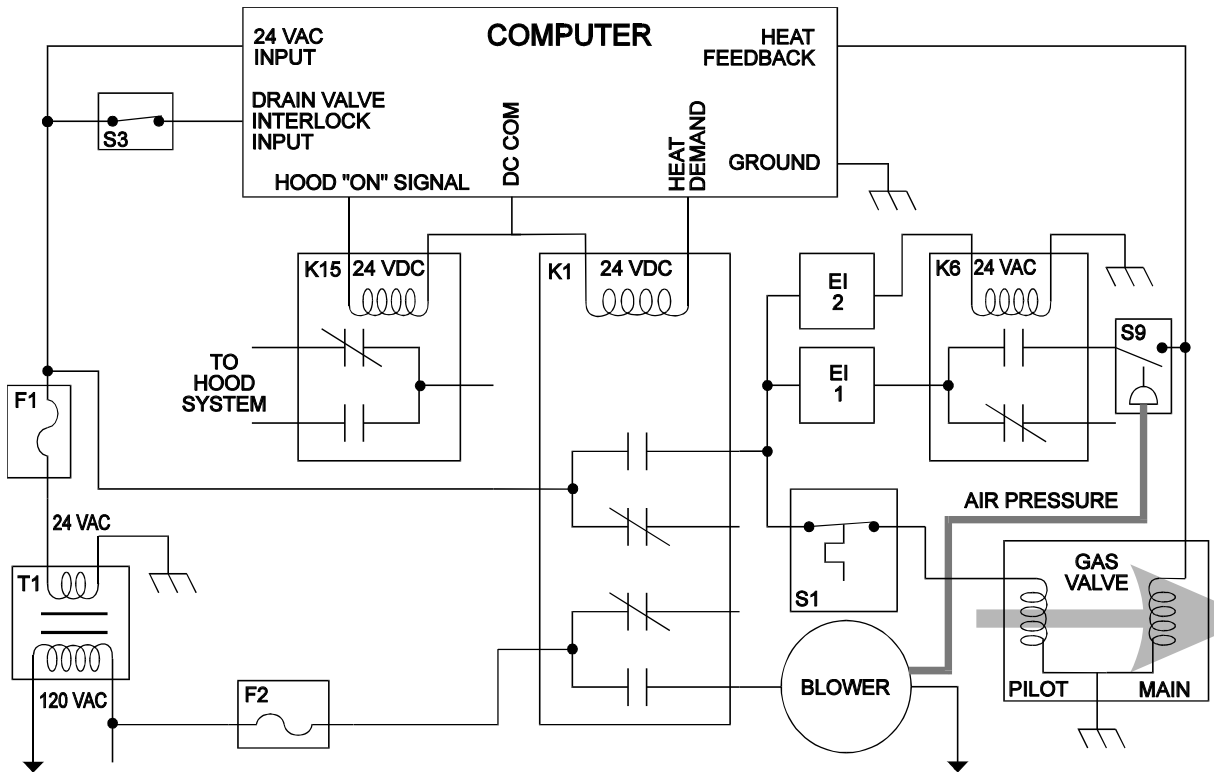 COMPUTER
24 VAC
INPUT
HEAT
FEEDBACK
DRAIN VALVE
INTERLOCK
INPUT
S3
DC COM
HEAT
DEMAND
GROUND
HOOD "ON" SIGNAL
K15
24 VDC
K1
24 VDC
EI
2
K6
24 VAC
S9
TO
HOOD
SYSTEM
EI
1
F1
24 VAC
AIR PRESSURE
T1
GAS
VALVE
S1
120 VAC
F2
BLOWER
PILOT
MAIN